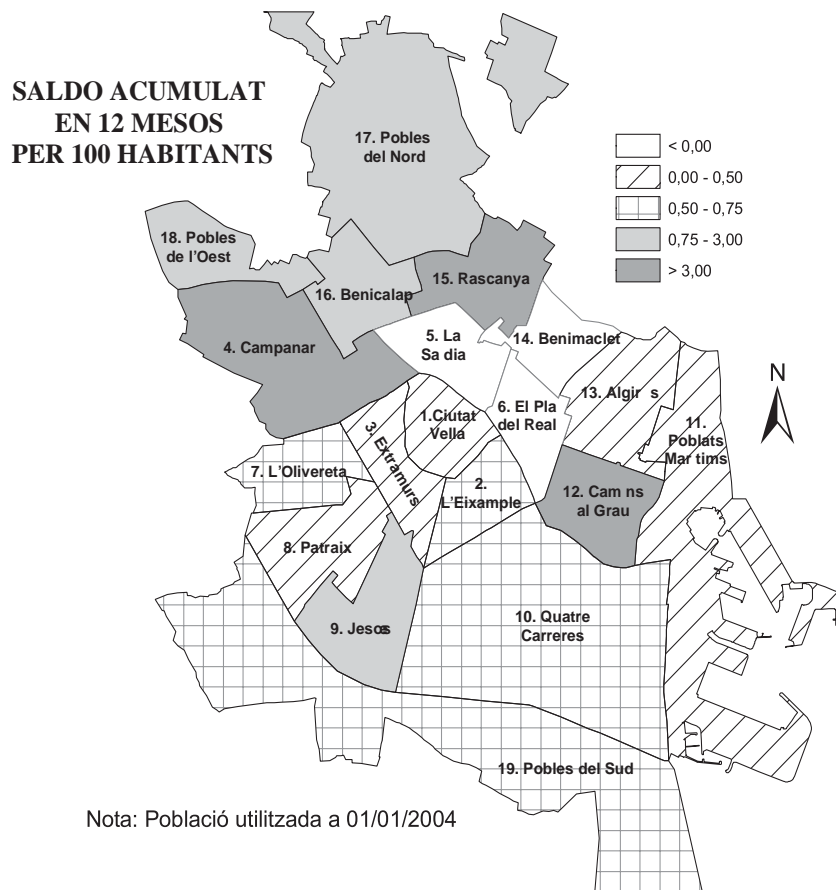 SALDO ACUMULAT
EN 12 MESOS
PER 100 HABITANTS
17. Pobles
del Nord
< 0,00
0,00 - 0,50
0,50 - 0,75
0,75 - 3,00
> 3,00
18. Pobles
de l'Oest
16. Benicalap
15. Rascanya
4. Campanar
5. La
Sa dia
14. Benimaclet
N
13. Algir s
1.Ciutat
Vella
6. El Pla
del Real
11.
Poblats
Mar tims
3. Extramurs
7. L'Olivereta
2.
L'Eixample
12. Cam ns
al Grau
8. Patraix
9. Jesos
10. Quatre
Carreres
19. Pobles del Sud
Nota: Població utilitzada a 01/01/2004